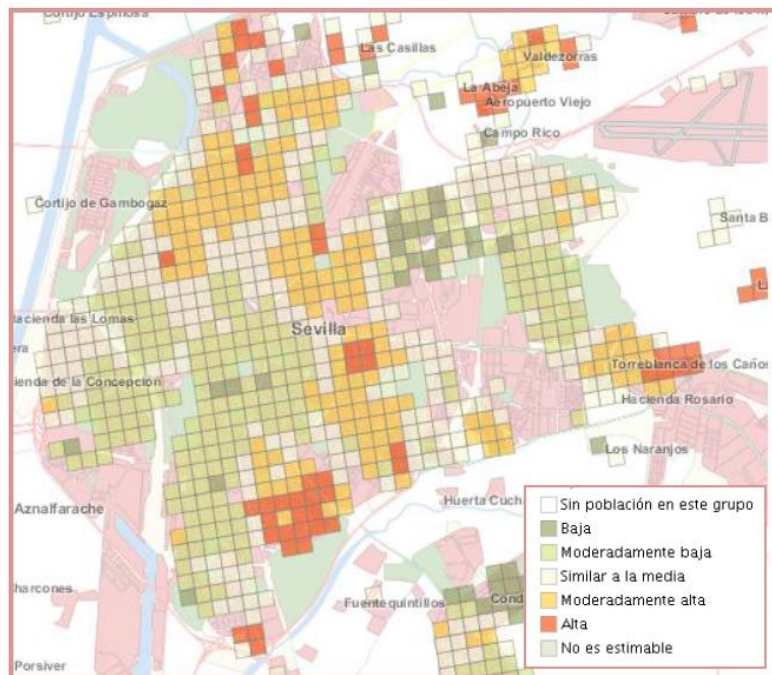 Cortijo Espinosa
Las Casillas
Valdezorras
La Abeja
Aeropuerto Viejo
Campo Rico
Cortijo de Gambogaz
Santa B
Hacienda las Lomas
Sevilla
era
ienda de la Concepción
Torreblanca de los Caños
Hacienda Rosario
Los Naranjos
Aznalfarache
Huerta Cuch
Sin población en este grupo
Baja
Moderadamente baja
Similar a la media
Moderadamente alta
Alta
No es estimable
harcones
Fuentequintillos
Cond
Porsiver